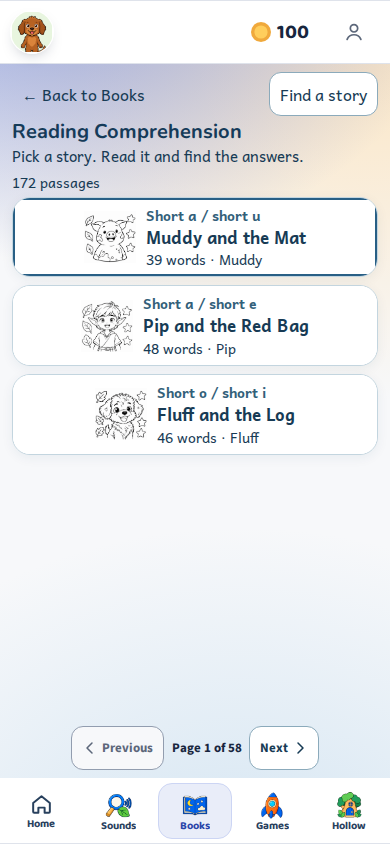 100
← Back to Books
Find a story
Reading Comprehension
Pick a story. Read it and find the answers.
172 passages
Short a / short u
Muddy and the Mat
39 words · Muddy
Short a / short e
Pip and the Red Bag
48 words · Pip
Short o / short i
Fluff and the Log
46 words · Fluff
Previous
Page 1 of 58
Next
Home
Sounds
Books
Games
Hollow